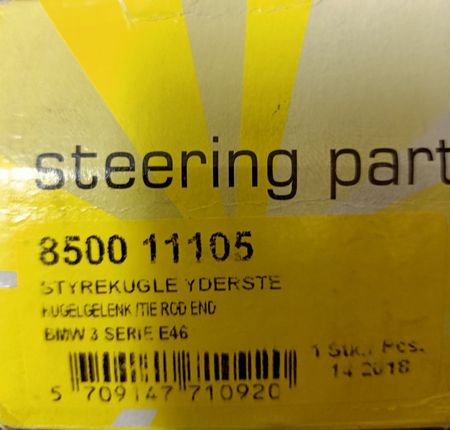 steering part
8500 11105
STYREKUGLE YDERSTE
KUGELGELENK /TIE ROD END
BMW 3 SERIE E46
1 Stk./ Pcs.
14 2018
5 709147 710920